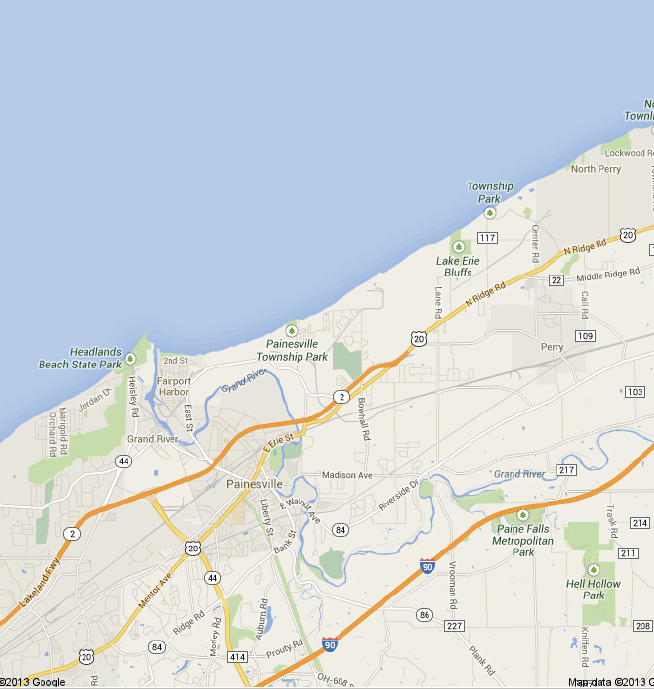 No
Townl
Lockwood Rd
North Perry
Township
Park
117
Center Rd
N Ridge Rd
20
Lake Erie
Bluffs
Middle Ridge Rd
22
Lane Rd
N Ridge Rd
Call Rd
20
109
Perry
Painesville
Township Park
Headlands
Beach State Park
2nd St
Grand River
Fairport
Harbor
Heisley Rd
Jordan Dr
Marigold Rd
Orchard Rd
East St
2
Bowhall Rd
103
Grand River
E Erie St
44
Madison Ave
Painesville
Riverside Dr
Grand River
217
Liberty St
E Walnut Ave
84
Bank St
Paine Falls
Metropolitan
Park
Trask Rd
214
211
2
20
Lakeland Fwy
Mentor Ave
44
90
Vrooman Rd
Hell Hollow
Park
Ridge Rd
Auburn Rd
86
227
208
Morley Rd
84
20
414
Prouty Rd
90
Plank Rd
Kniffen Rd
OH-608
©2013 Google
Map data ©2013 G